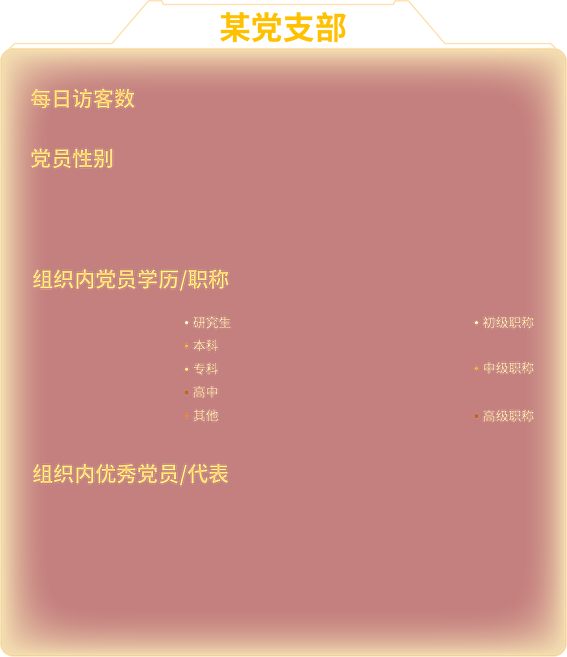 某党支部
每日访客数
党员性别
组织内党员学历/职称
研究生
初级职称
本科
专科
中级职称
高中
其他
高级职称
组织内优秀党员/代表